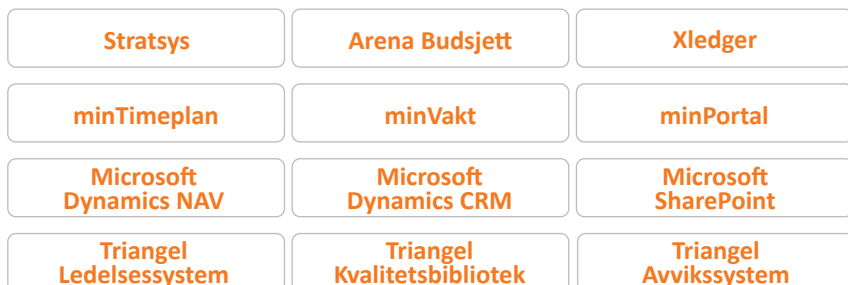 Stratsys
Arena Budsjett
Xledger
minTimeplan
minVakt
minPortal
Microsoft
Dynamics NAV
Microsoft
Dynamics CRM
Microsoft
SharePoint
Triangel
Ledelsessystem
Triangel
Kvalitetsbibliotek
Triangel
Avvikssystem